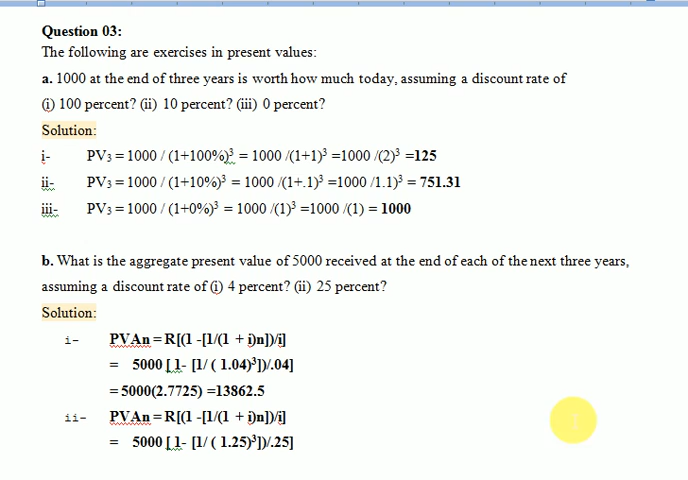 Question 03:
The following are exercises in present values:
a. 1000 at the end of three years is worth how much today, assuming a discount rate of
(i) 100 percent? (ii) 10 percent? (iii) 0 percent?
Solution:
i- PV₃ = 1000 / (1+100%)³ = 1000 /(1+1)³ =1000 /(2)³ =125
ii- PV₃ = 1000 / (1+10%)³ = 1000 /(1+.1)³ =1000 /1.1)³ = 751.31
iii- PV₃ = 1000 / (1+0%)³ = 1000 /(1)³ =1000 /(1) = 1000
b. What is the aggregate present value of 5000 received at the end of each of the next three years,
assuming a discount rate of (i) 4 percent? (ii) 25 percent?
Solution:
i- PVAn = R[(1 -[1/(1 + i)n])/i]
= 5000 [ 1- [1/ ( 1.04)³])/.04]
= 5000(2.7725) =13862.5
ii- PVAn = R[(1 -[1/(1 + i)n])/i]
= 5000 [ 1- [1/ ( 1.25)³])/.25]